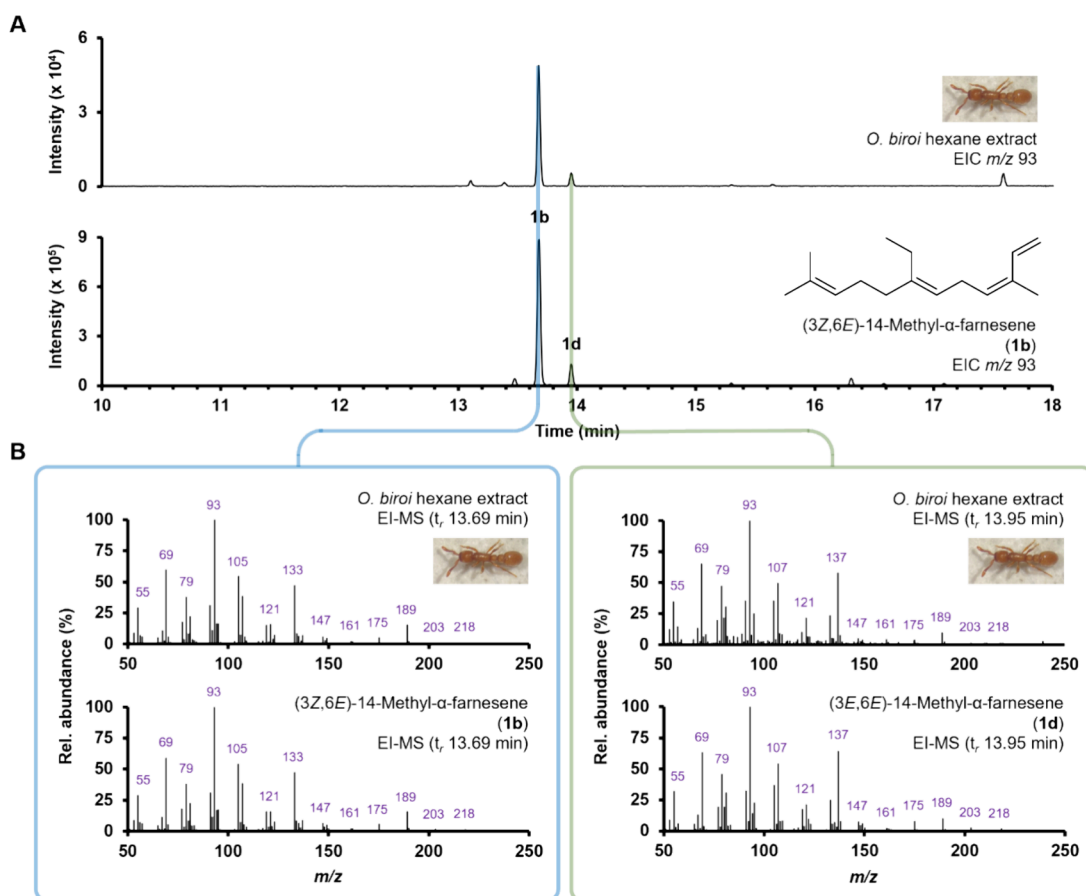 A
6
3
0
Intensity (x 10⁴)
O. biroi hexane extract
EIC m/z 93
1b
9
6
3
0
Intensity (x 10⁵)
1d
(3Z,6E)-14-Methyl-α-farnesene
(1b)
EIC m/z 93
10 11 12 13 14 15 16 17 18
Time (min)
B
Rel. abundance (%)
O. biroi hexane extract
EI-MS (tᵣ 13.69 min)
100
75
50
25
0
55 69 79 93 105 121 133 147 161 175 189 203 218
50 100 150 200 250
(3Z,6E)-14-Methyl-α-farnesene
(1b)
EI-MS (tᵣ 13.69 min)
100
75
50
25
0
55 69 79 93 105 121 133 147 161 175 189 203 218
50 100 150 200 250
m/z
Rel. abundance (%)
O. biroi hexane extract
EI-MS (tᵣ 13.95 min)
100
75
50
25
0
55 69 79 93 107 121 137 147 161 175 189 203 218
50 100 150 200 250
(3E,6E)-14-Methyl-α-farnesene
(1d)
EI-MS (tᵣ 13.95 min)
100
75
50
25
0
55 69 79 93 107 121 137 147 161 175 189 203 218
50 100 150 200 250
m/z